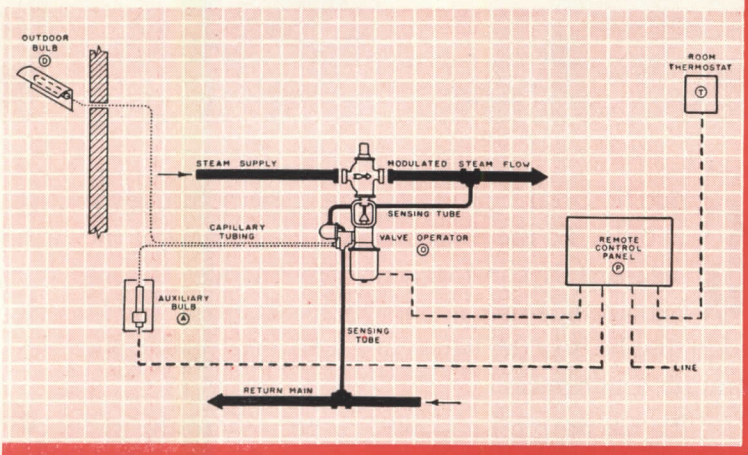 OUTDOOR
BULB
D
ROOM
THERMOSTAT
T
STEAM SUPPLY
MODULATED STEAM FLOW
SENSING TUBE
CAPILLARY
TUBING
VALVE OPERATOR
O
REMOTE
CONTROL
PANEL
P
AUXILIARY
BULB
A
SENSING
TOBE
LINE
RETURN MAIN